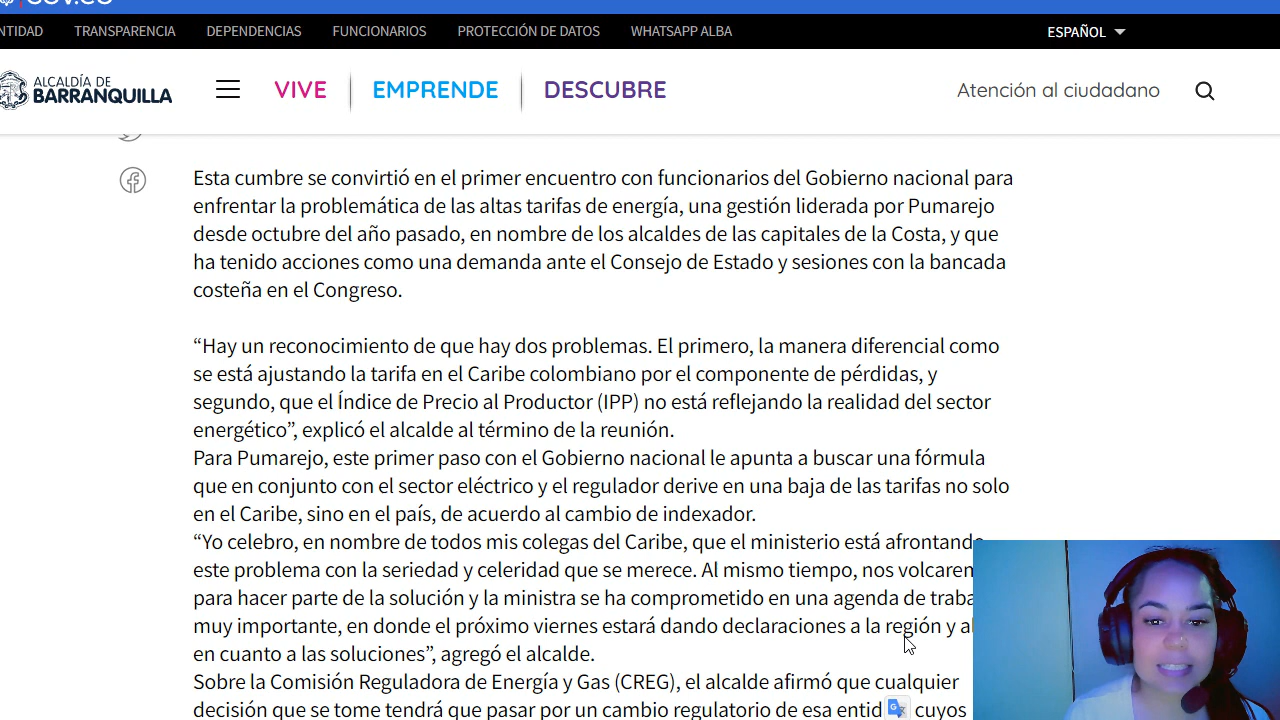 GOV.CO
TRANSPARENCIA DEPENDENCIAS FUNCIONARIOS PROTECCIÓN DE DATOS WHATSAPP ALBA ESPAÑOL
ALCALDÍA DE
BARRANQUILLA
VIVE EMPRENDE DESCUBRE Atención al ciudadano
Esta cumbre se convirtió en el primer encuentro con funcionarios del Gobierno nacional para
enfrentar la problemática de las altas tarifas de energía, una gestión liderada por Pumarejo
desde octubre del año pasado, en nombre de los alcaldes de las capitales de la Costa, y que
ha tenido acciones como una demanda ante el Consejo de Estado y sesiones con la bancada
costeña en el Congreso.
“Hay un reconocimiento de que hay dos problemas. El primero, la manera diferencial como
se está ajustando la tarifa en el Caribe colombiano por el componente de pérdidas, y
segundo, que el Índice de Precio al Productor (IPP) no está reflejando la realidad del sector
energético”, explicó el alcalde al término de la reunión.
Para Pumarejo, este primer paso con el Gobierno nacional le apunta a buscar una fórmula
que en conjunto con el sector eléctrico y el regulador derive en una baja de las tarifas no solo
en el Caribe, sino en el país, de acuerdo al cambio de indexador.
“Yo celebro, en nombre de todos mis colegas del Caribe, que el ministerio está afrontando
este problema con la seriedad y celeridad que se merece. Al mismo tiempo, nos
para hacer parte de la solución y la ministra se ha comprometido en una agenda de
muy importante, en donde el próximo viernes estará dando declaraciones a la región y
en cuanto a las soluciones”, agregó el alcalde.
Sobre la Comisión Reguladora de Energía y Gas (CREG), el alcalde afirmó que cualquier
decisión que se tome tendrá que pasar por un cambio regulatorio de esa cuyos